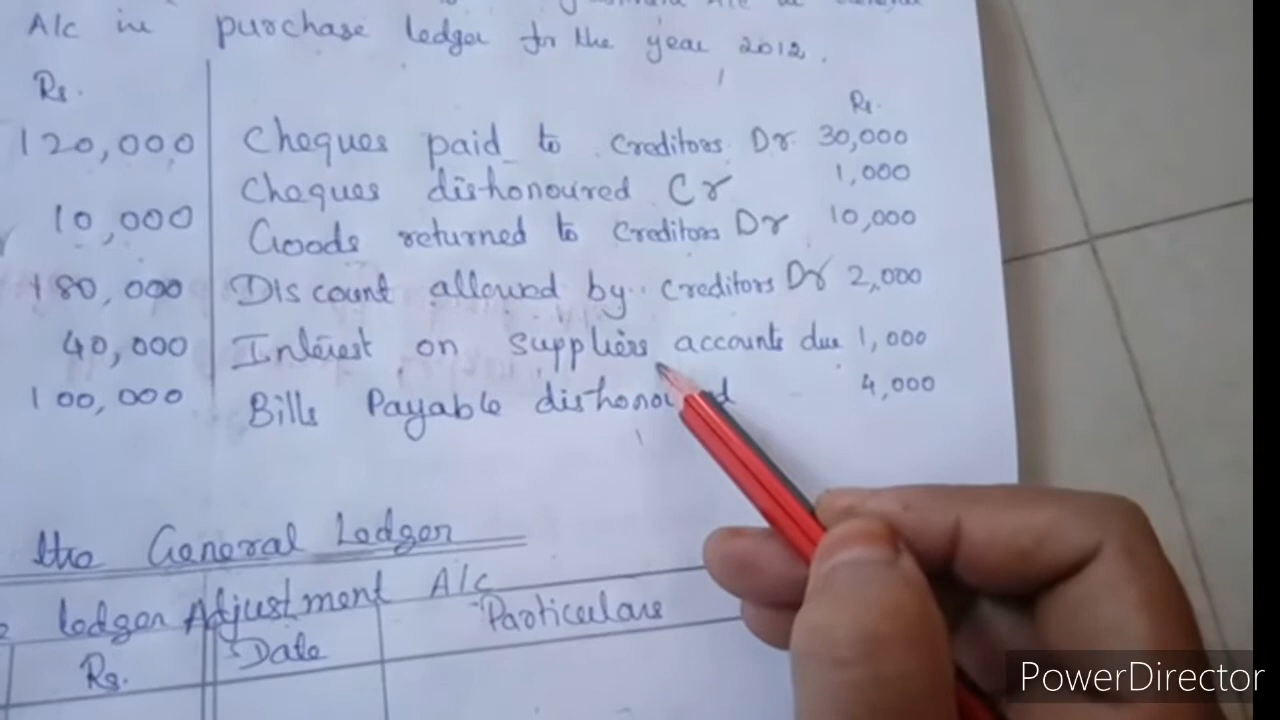 A/c in purchase ledger for the year 2012.
Rs. Rs.
120,000 Cheques paid to Creditors Dr 30,000
Cheques dishonoured Cr 1,000
10,000 Goods returned to Creditors Dr 10,000
180,000 Discount allowed by Creditors Dr 2,000
40,000 Interest on suppliers accounts due 1,000
100,000 Bills Payable 4,000
the General Ledger
ledger Adjustment A/c
Rs. Date Particulars
PowerDirector